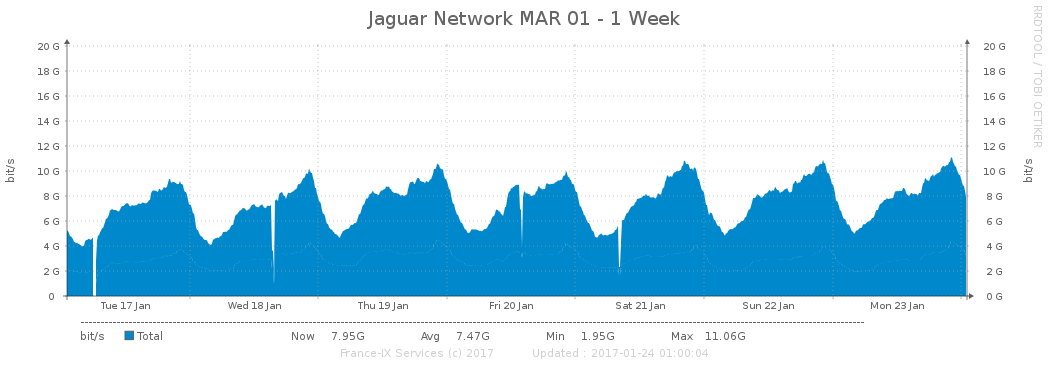 Jaguar Network MAR 01 - 1 Week
RRDTOOL / TOBI OETIKER
20 G 20 G
18 G 18 G
16 G 16 G
14 G 14 G
12 G 12 G
10 G 10 G
8 G 8 G
6 G 6 G
4 G 4 G
2 G 2 G
0 0 G
bit/s bit/s
Tue 17 Jan Wed 18 Jan Thu 19 Jan Fri 20 Jan Sat 21 Jan Sun 22 Jan Mon 23 Jan
bit/s Total Now 7.95G Avg 7.47G Min 1.95G Max 11.06G
France-IX Services (c) 2017 Updated : 2017-01-24 01:00:04